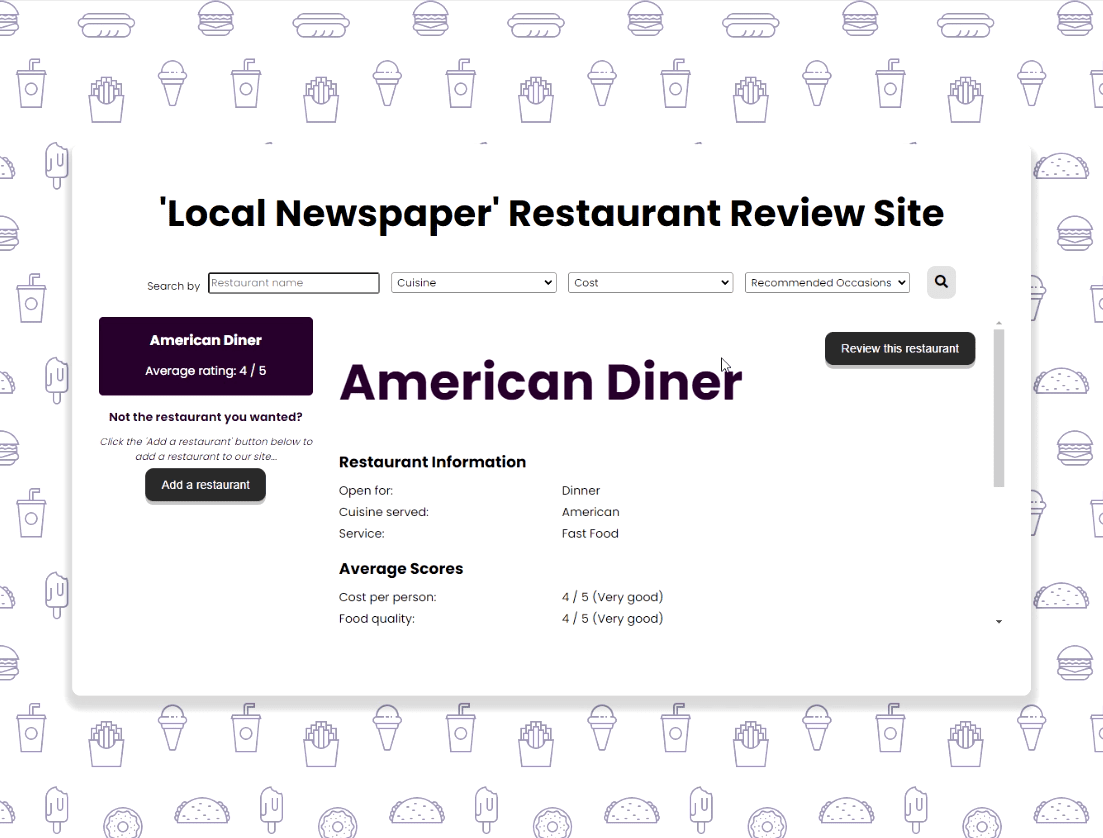 'Local Newspaper' Restaurant Review Site
Search by Restaurant name Cuisine Cost Recommended Occasions
American Diner
Average rating: 4 / 5
Not the restaurant you wanted?
Click the 'Add a restaurant' button below to
add a restaurant to our site...
Add a restaurant
Review this restaurant
American Diner
Restaurant Information
Open for: Dinner
Cuisine served: American
Service: Fast Food
Average Scores
Cost per person: 4 / 5 (Very good)
Food quality: 4 / 5 (Very good)